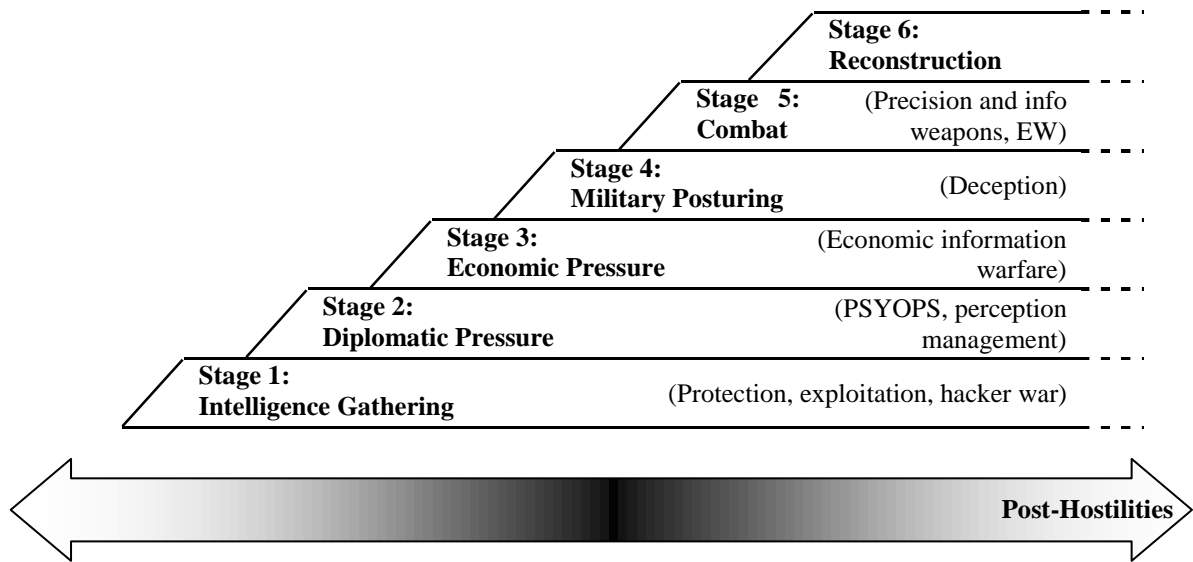 Stage 6:
Reconstruction
Stage 5: (Precision and info
Combat weapons, EW)
Stage 4:
Military Posturing (Deception)
Stage 3: (Economic information
Economic Pressure warfare)
Stage 2: (PSYOPS, perception
Diplomatic Pressure management)
Stage 1:
Intelligence Gathering (Protection, exploitation, hacker war)
Post-Hostilities